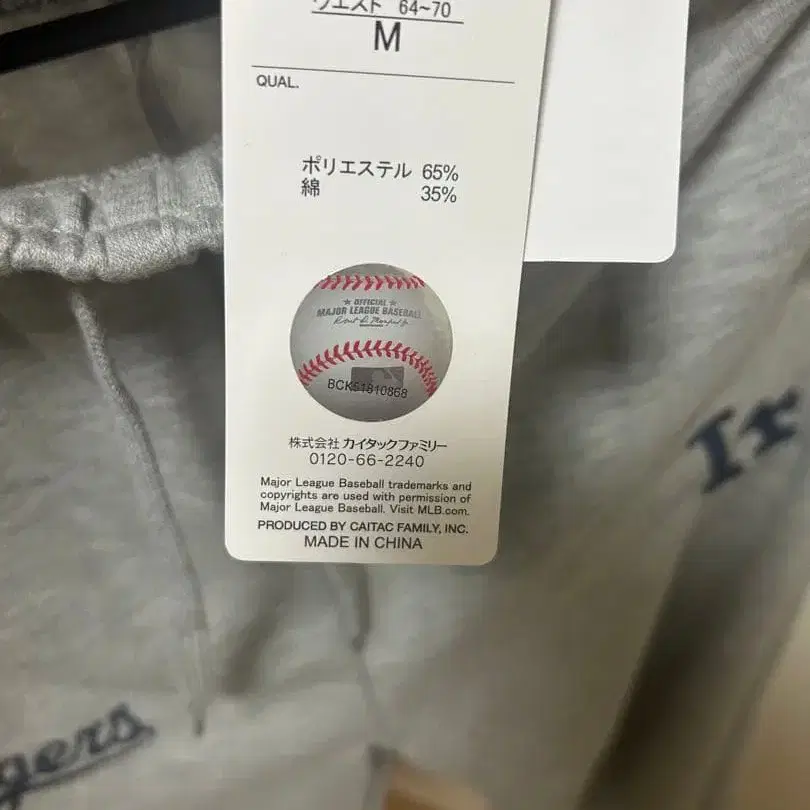 ウエスト 64~70
M
QUAL.
ポリエステル 65%
綿 35%
★ OFFICIAL ★
MAJOR LEAGUE BASEBALL
BCK51810868
株式会社 カイタックファミリー
0120-66-2240
Major League Baseball trademarks and
copyrights are used with permission of
Major League Baseball. Visit MLB.com.
PRODUCED BY CAITAC FAMILY, INC.
MADE IN CHINA
Ir
gers